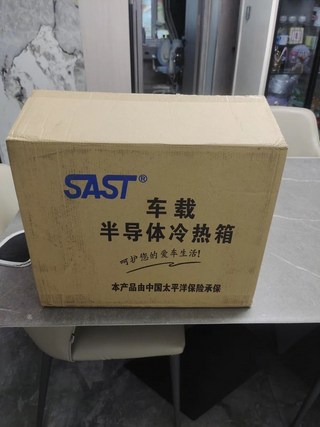 SAST®
车载
半导体冷热箱
呵护您的爱车生活!
本产品由中国太平洋保险承保